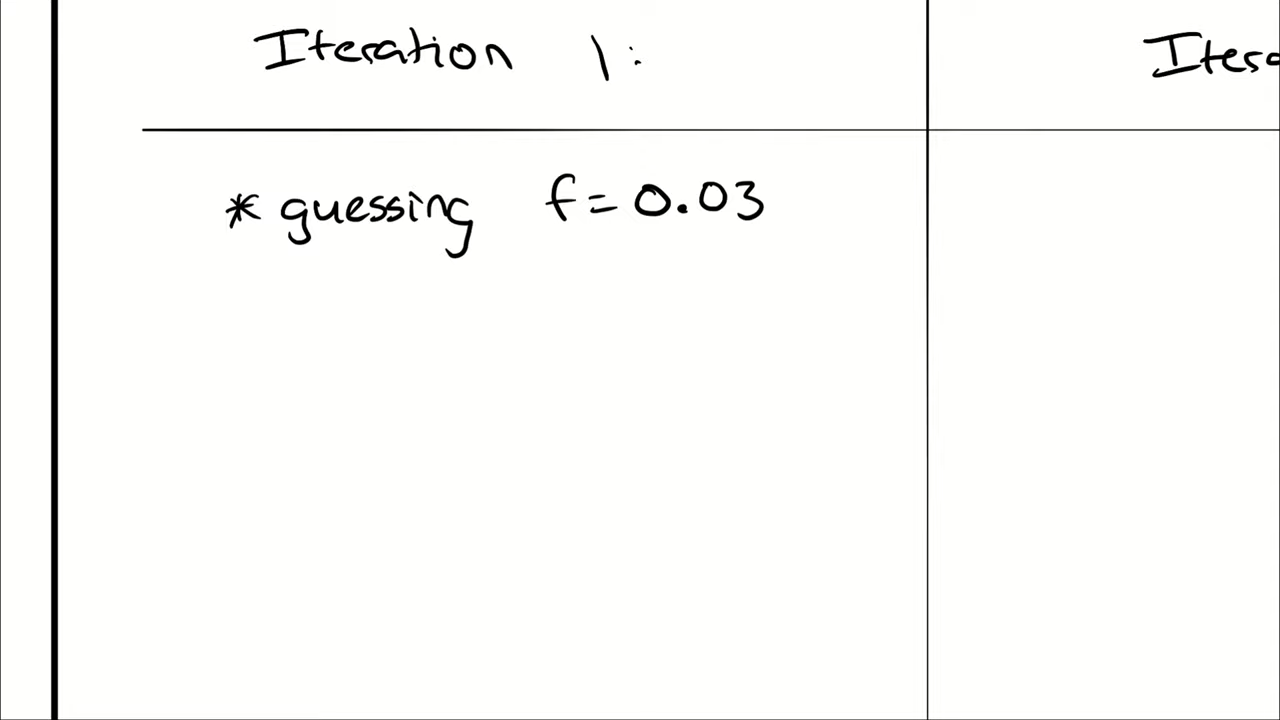 Iteration 1:
* guessing f = 0.03